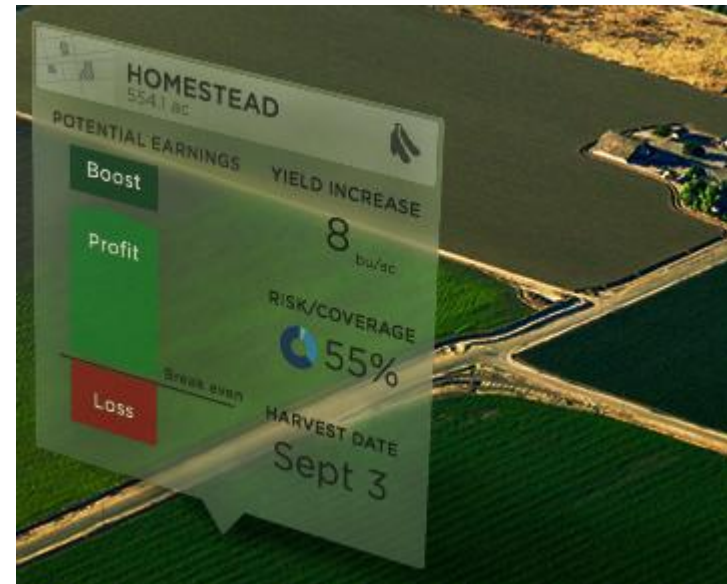 HOMESTEAD
554.1 ac
POTENTIAL EARNINGS
Boost
Profit
Break even
Loss
YIELD INCREASE
8 bu/ac
RISK/COVERAGE
55%
HARVEST DATE
Sept 3